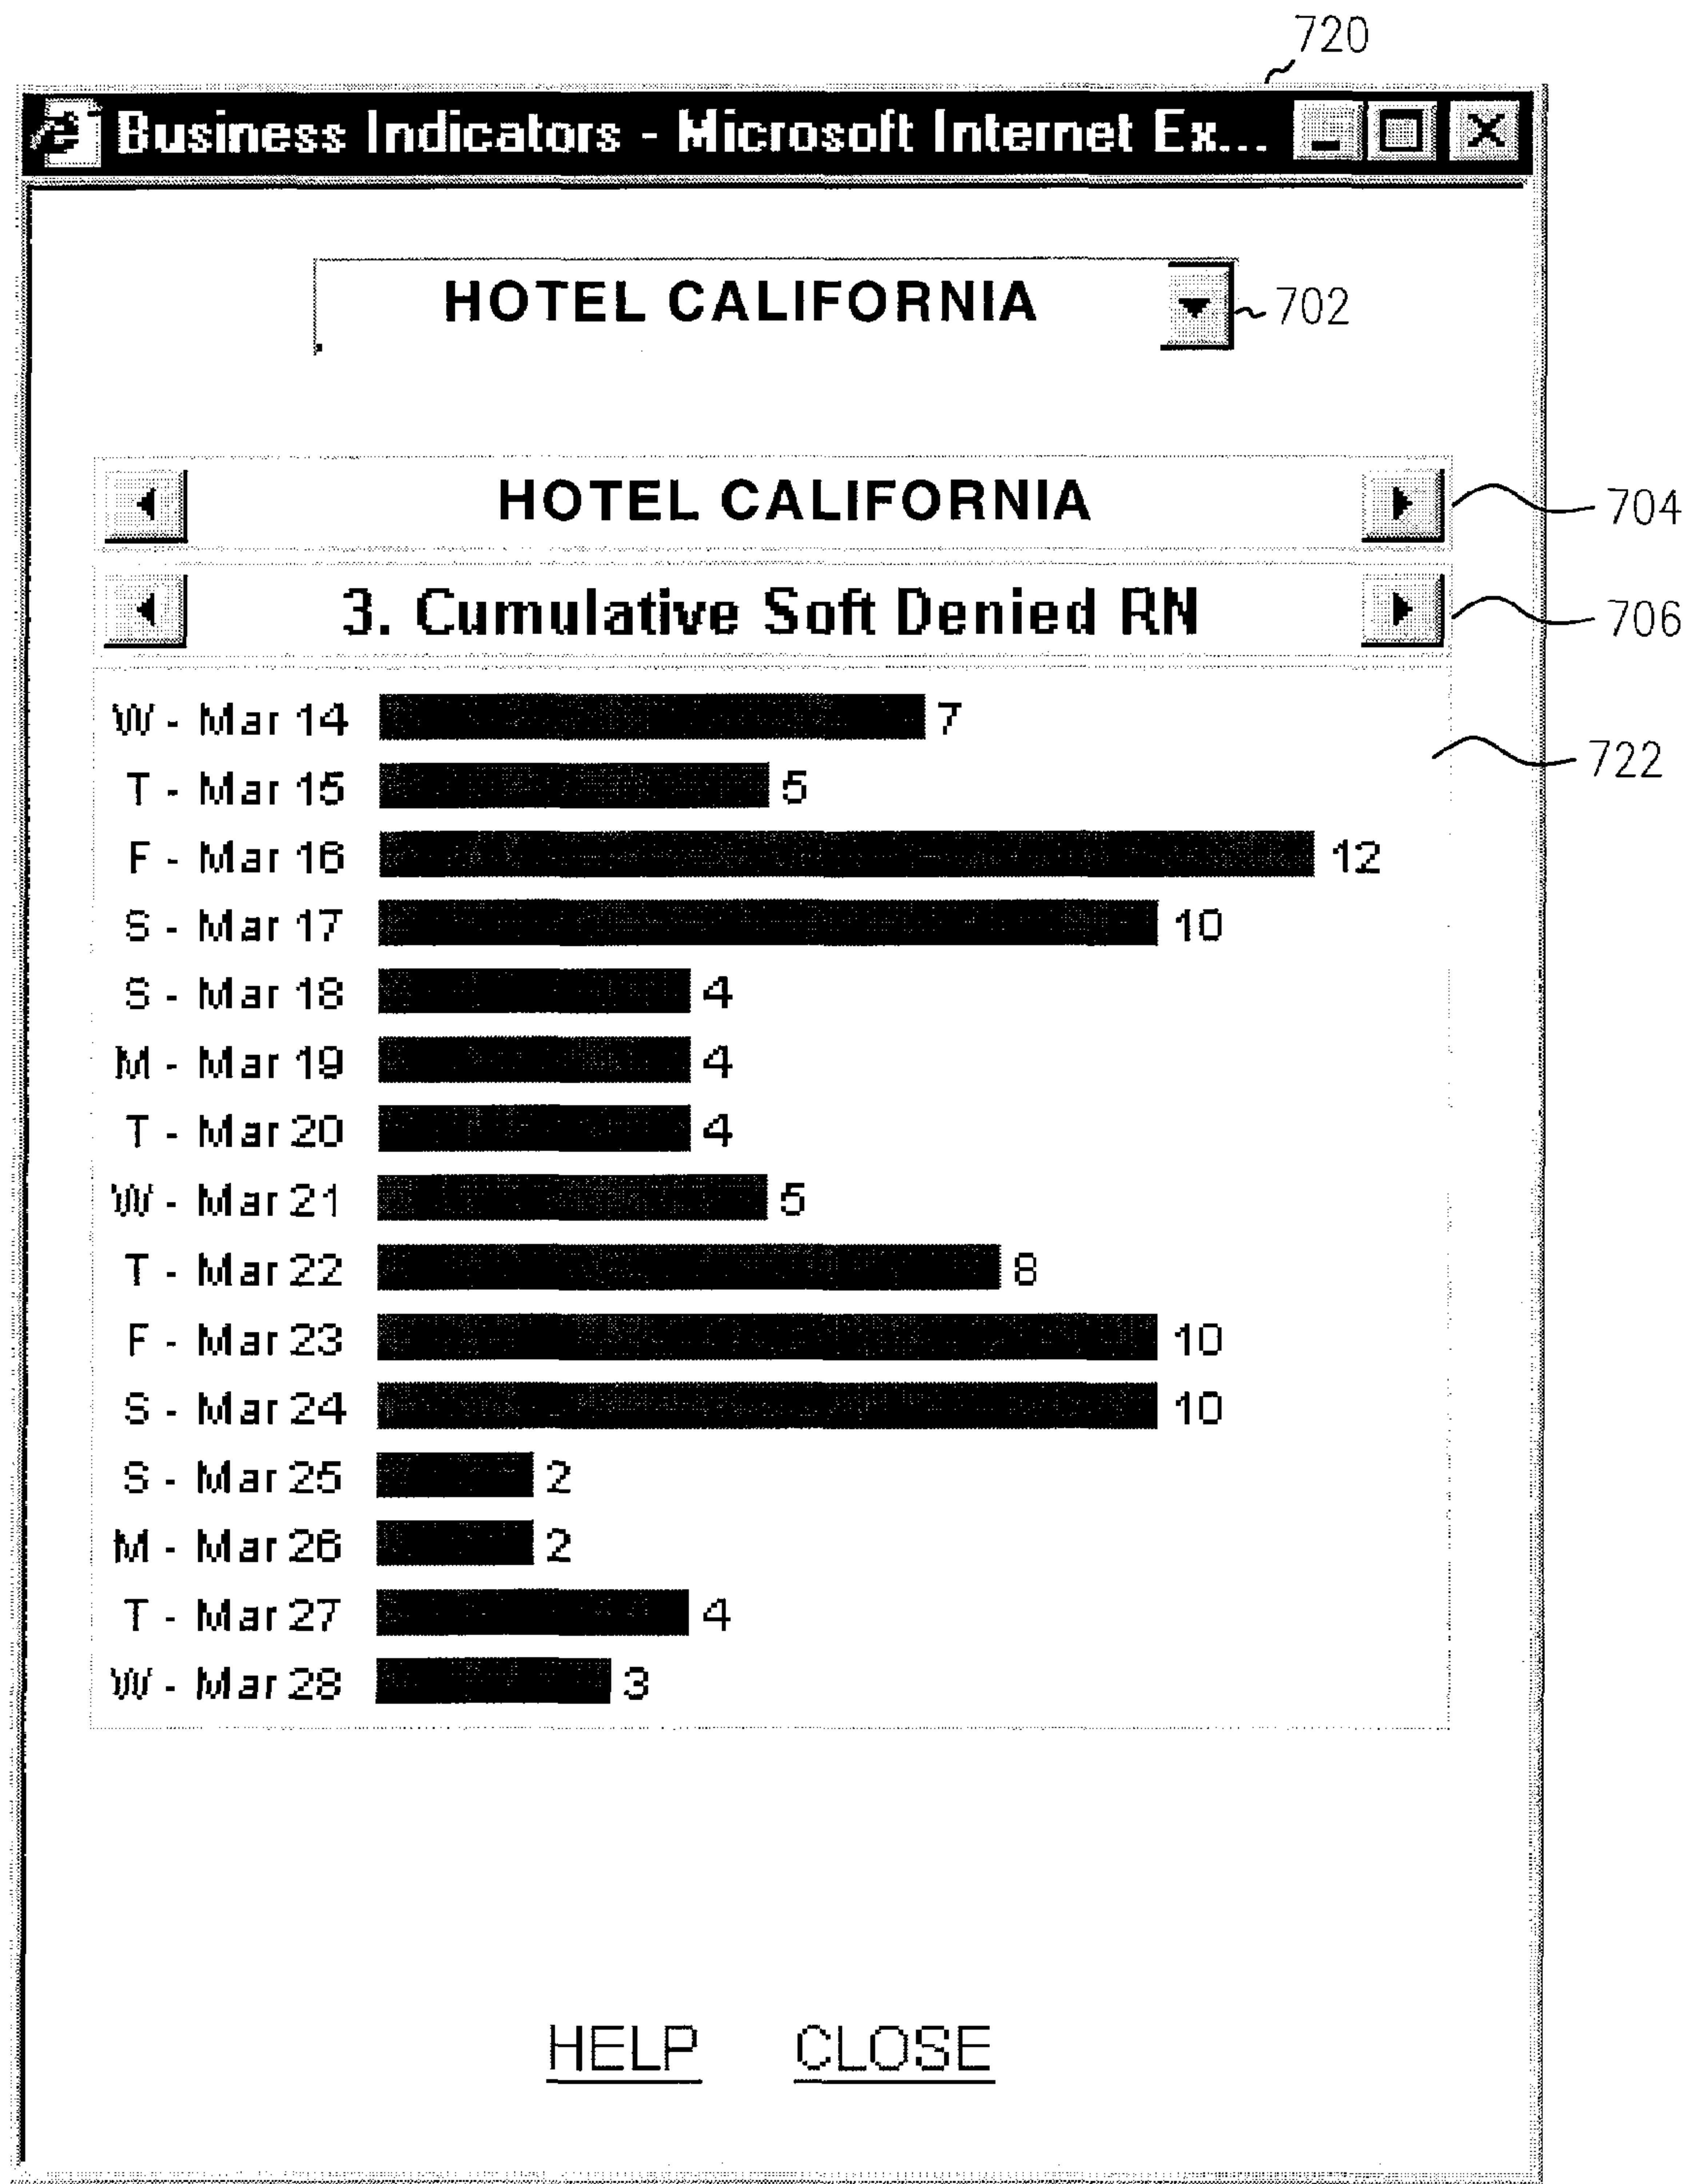 720
Business Indicators - Microsoft Internet Ex...
HOTEL CALIFORNIA 702
HOTEL CALIFORNIA 704
3. Cumulative Soft Denied RN 706
W - Mar 14 7
722
T - Mar 15 5
F - Mar 16 12
S - Mar 17 10
S - Mar 18 4
M - Mar 19 4
T - Mar 20 4
W - Mar 21 5
T - Mar 22 8
F - Mar 23 10
S - Mar 24 10
S - Mar 25 2
M - Mar 26 2
T - Mar 27 4
W - Mar 28 3
HELP CLOSE